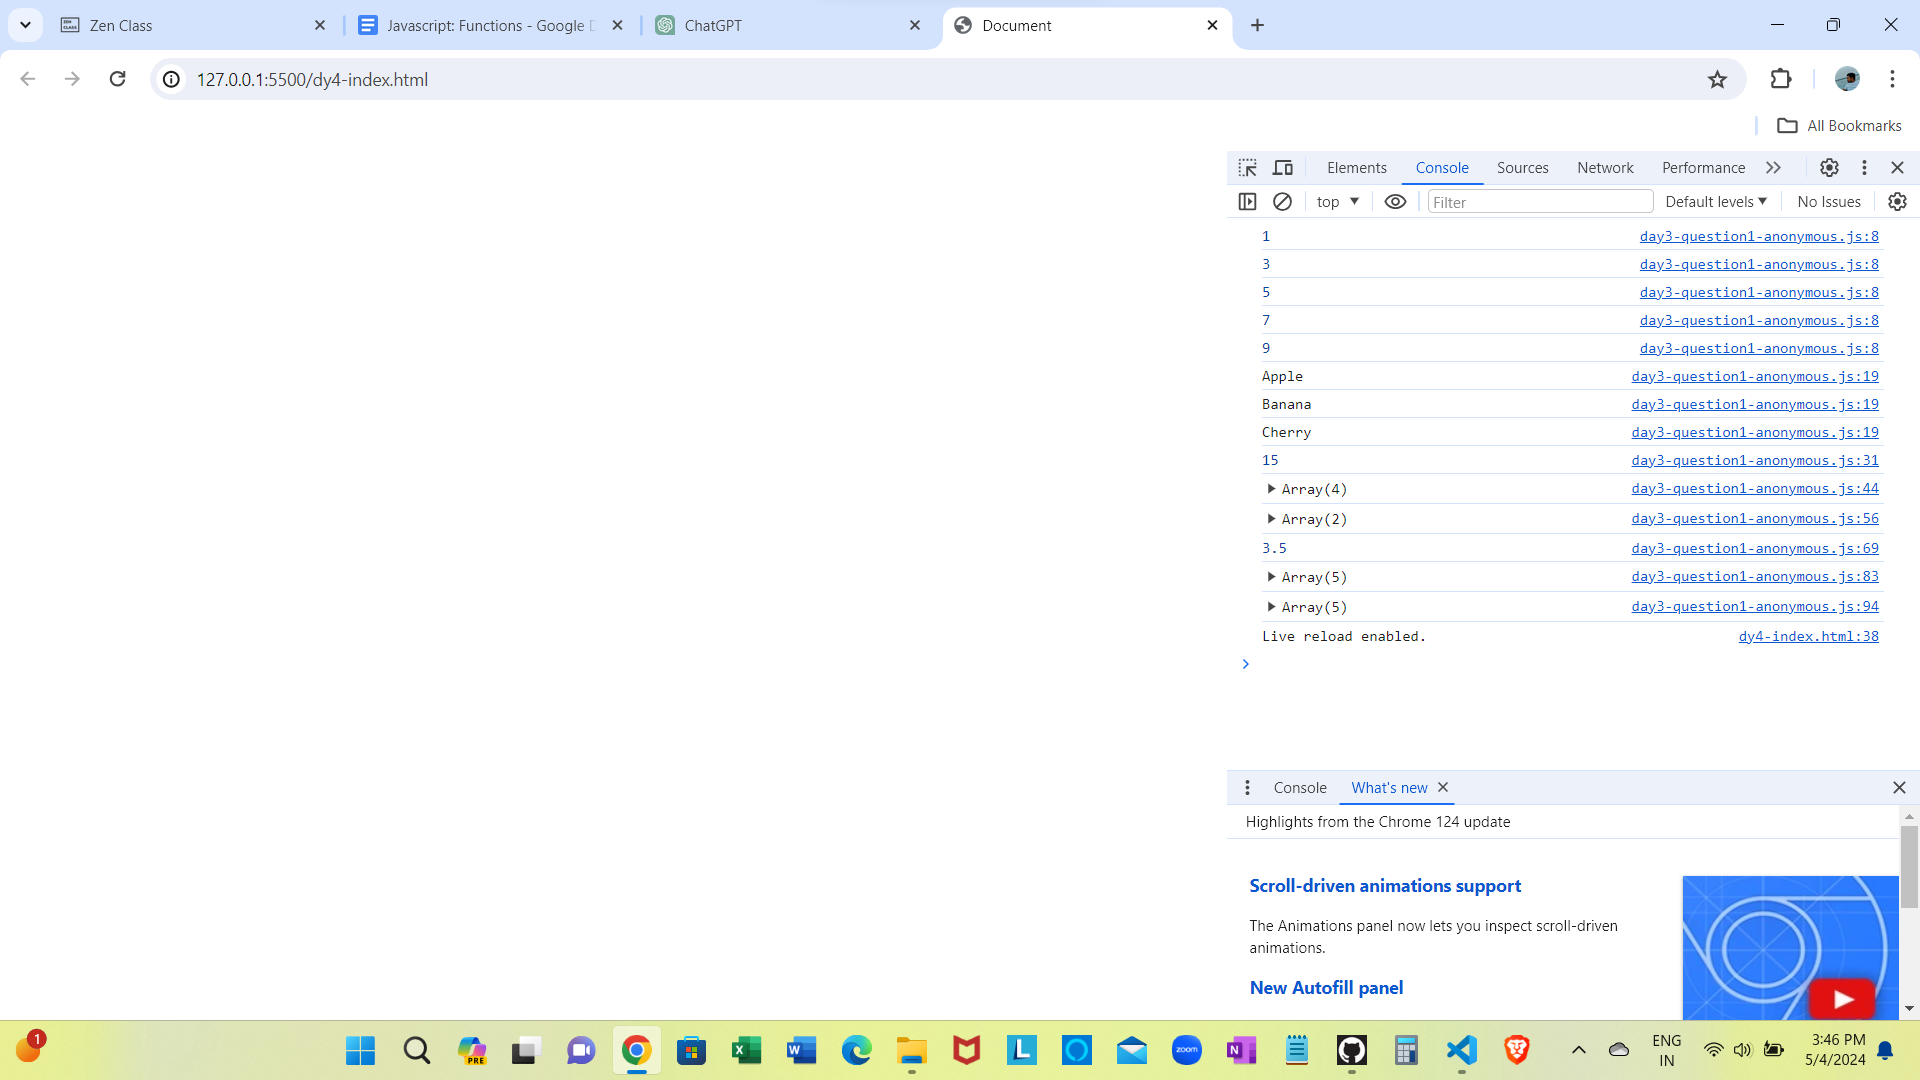 Zen Class
Javascript: Functions - Google D
ChatGPT
Document
127.0.0.1:5500/dy4-index.html
All Bookmarks
Elements Console Sources Network Performance
top Filter Default levels No Issues
1 day3-question1-anonymous.js:8
3 day3-question1-anonymous.js:8
5 day3-question1-anonymous.js:8
7 day3-question1-anonymous.js:8
9 day3-question1-anonymous.js:8
Apple day3-question1-anonymous.js:19
Banana day3-question1-anonymous.js:19
Cherry day3-question1-anonymous.js:19
15 day3-question1-anonymous.js:31
Array(4) day3-question1-anonymous.js:44
Array(2) day3-question1-anonymous.js:56
3.5 day3-question1-anonymous.js:69
Array(5) day3-question1-anonymous.js:83
Array(5) day3-question1-anonymous.js:94
Live reload enabled. dy4-index.html:38
Console What's new
Highlights from the Chrome 124 update
Scroll-driven animations support
The Animations panel now lets you inspect scroll-driven
animations.
New Autofill panel
1
PRE
zoom
ENG
IN
3:46 PM
5/4/2024